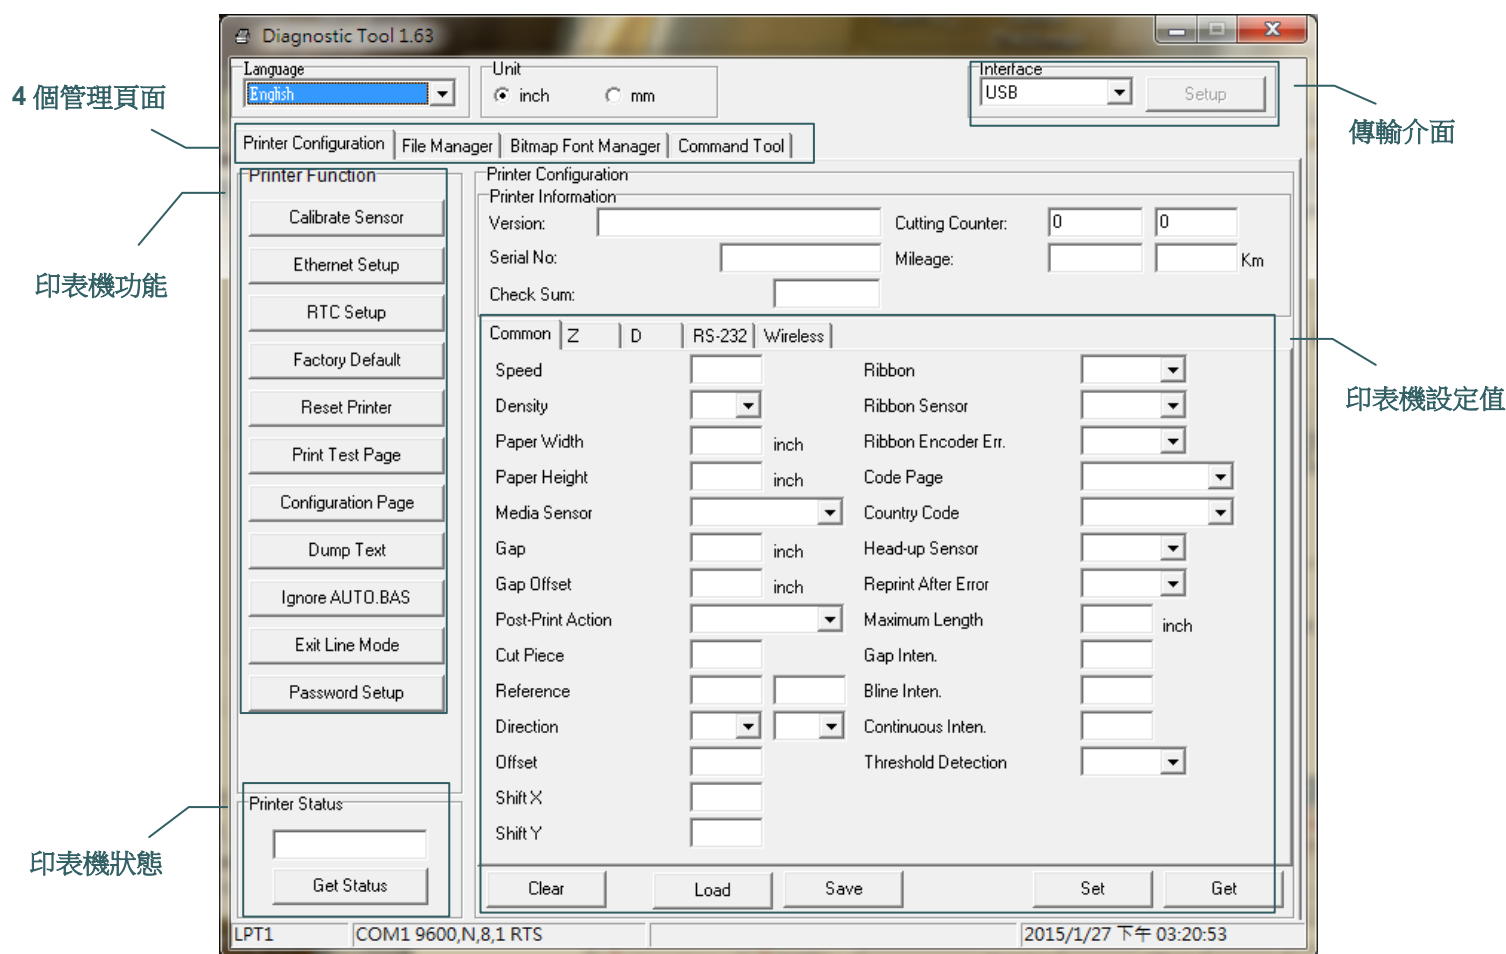 Diagnostic Tool 1.63
Language
English
Unit
inch
mm
Interface
USB
Setup
4 個管理頁面
傳輸介面
Printer Configuration
File Manager
Bitmap Font Manager
Command Tool
Printer Function
Calibrate Sensor
Ethernet Setup
RTC Setup
Factory Default
Reset Printer
Print Test Page
Configuration Page
Dump Text
Ignore AUTO.BAS
Exit Line Mode
Password Setup
印表機功能
Printer Configuration
Printer Information
Version:
Cutting Counter:
0
0
Serial No:
Mileage:
Km
Check Sum:
Common
Z
D
RS-232
Wireless
印表機設定值
Speed
Ribbon
Density
Ribbon Sensor
Paper Width
inch
Ribbon Encoder Err.
Paper Height
inch
Code Page
Media Sensor
Country Code
Gap
inch
Head-up Sensor
Gap Offset
inch
Reprint After Error
Post-Print Action
Maximum Length
inch
Cut Piece
Gap Inten.
Reference
Bline Inten.
Direction
Continuous Inten.
Offset
Threshold Detection
Shift X
Shift Y
Printer Status
Get Status
印表機狀態
Clear
Load
Save
Set
Get
LPT1
COM1 9600,N,8,1 RTS
2015/1/27 下午 03:20:53